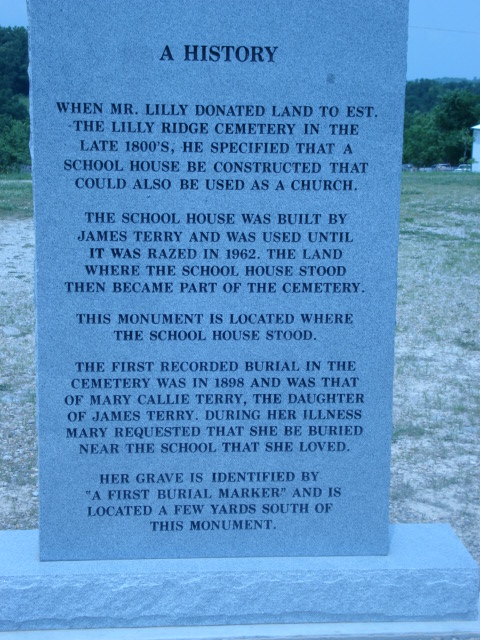 A HISTORY
WHEN MR. LILLY DONATED LAND TO EST.
THE LILLY RIDGE CEMETERY IN THE
LATE 1800'S, HE SPECIFIED THAT A
SCHOOL HOUSE BE CONSTRUCTED THAT
COULD ALSO BE USED AS A CHURCH.
THE SCHOOL HOUSE WAS BUILT BY
JAMES TERRY AND WAS USED UNTIL
IT WAS RAZED IN 1962. THE LAND
WHERE THE SCHOOL HOUSE STOOD
THEN BECAME PART OF THE CEMETERY.
THIS MONUMENT IS LOCATED WHERE
THE SCHOOL HOUSE STOOD.
THE FIRST RECORDED BURIAL IN THE
CEMETERY WAS IN 1898 AND WAS THAT
OF MARY CALLIE TERRY, THE DAUGHTER
OF JAMES TERRY. DURING HER ILLNESS
MARY REQUESTED THAT SHE BE BURIED
NEAR THE SCHOOL THAT SHE LOVED.
HER GRAVE IS IDENTIFIED BY
"A FIRST BURIAL MARKER" AND IS
LOCATED A FEW YARDS SOUTH OF
THIS MONUMENT.